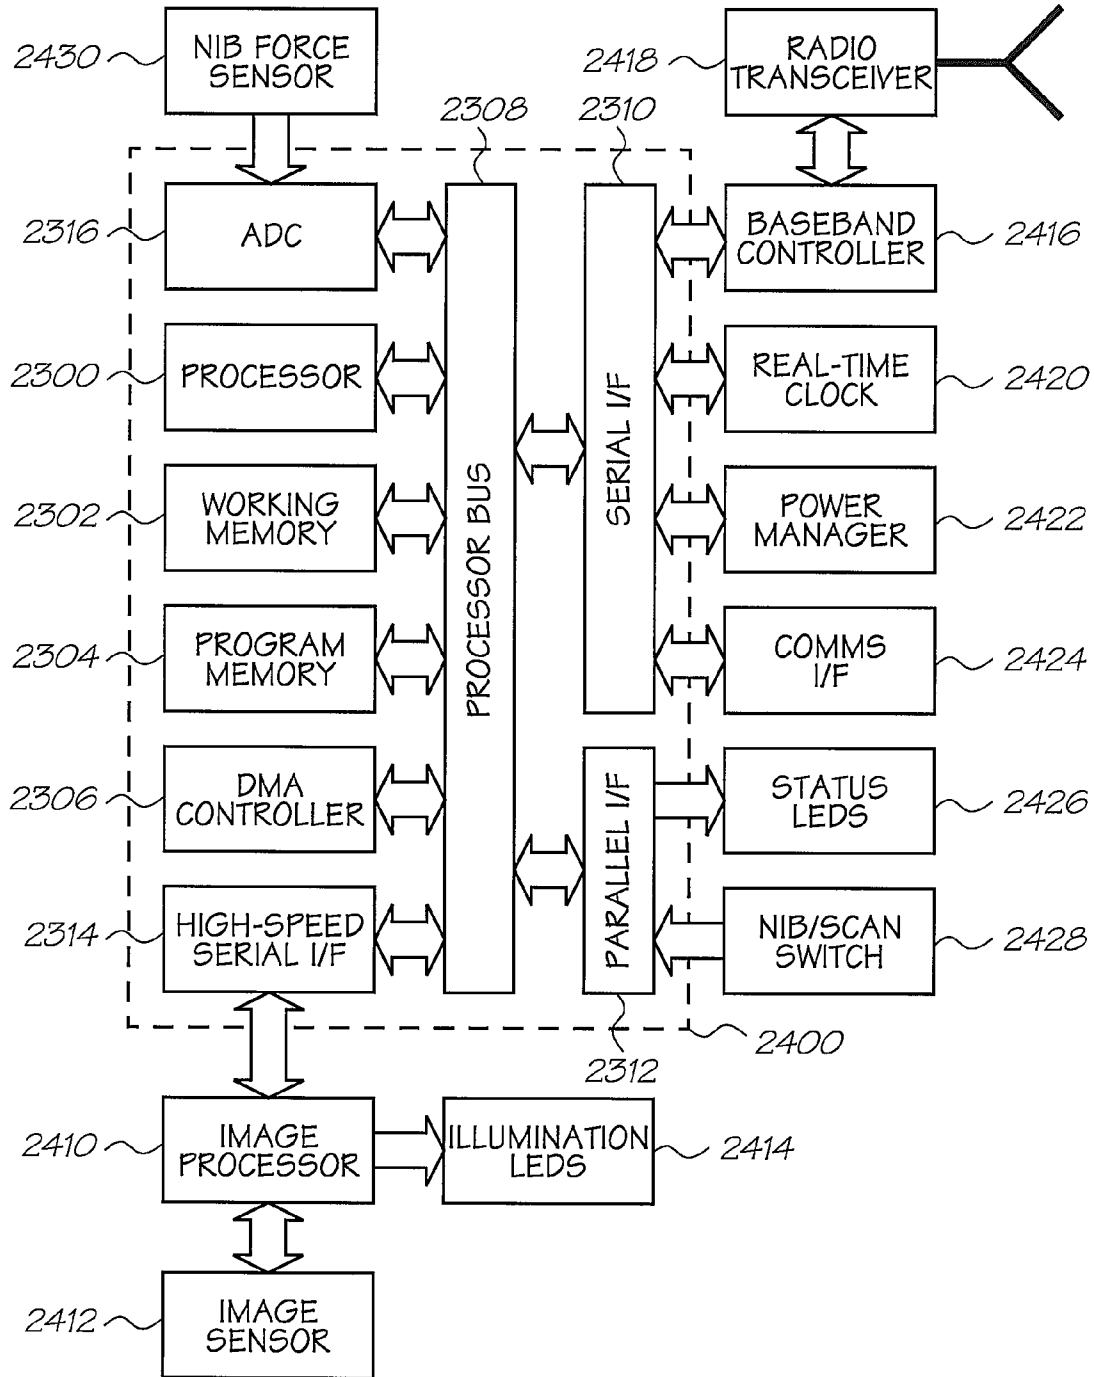 2430
NIB FORCE
SENSOR
2418
RADIO
TRANSCEIVER
2308
2310
2316
ADC
BASEBAND
CONTROLLER
2416
2300
PROCESSOR
REAL-TIME
CLOCK
2420
2302
WORKING
MEMORY
PROCESSOR BUS
SERIAL I/F
POWER
MANAGER
2422
2304
PROGRAM
MEMORY
COMMS
I/F
2424
2306
DMA
CONTROLLER
PARALLEL I/F
STATUS
LEDS
2426
2314
HIGH-SPEED
SERIAL I/F
NIB/SCAN
SWITCH
2428
2312
2400
2410
IMAGE
PROCESSOR
ILLUMINATION
LEDS
2414
2412
IMAGE
SENSOR